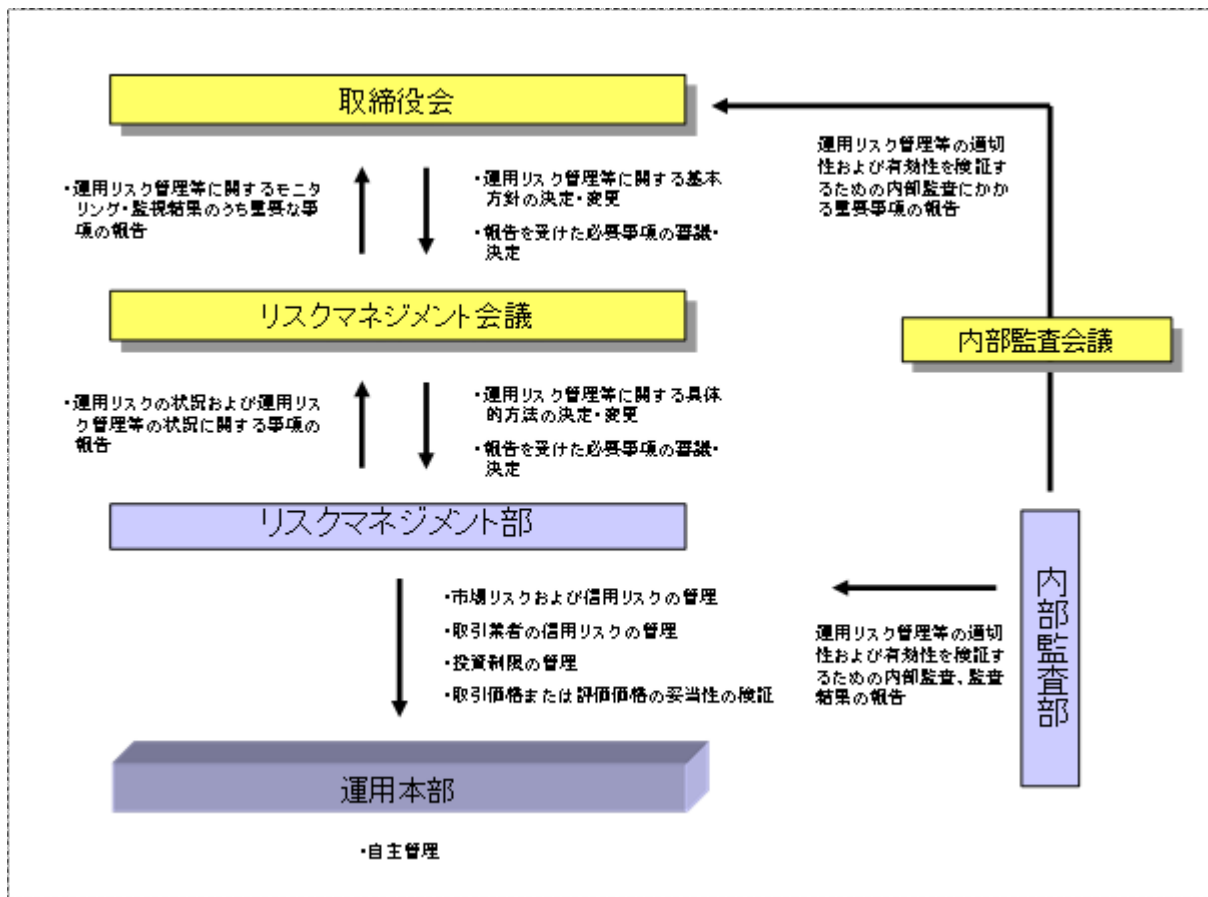 取締役会
・運用リスク管理等に関するモニ
タリング・監視結果のうち重要な事
項の報告
・運用リスク管理等に関する基本
方針の決定・変更
・報告を受けた必要事項の審議・
決定
運用リスク管理等の適切
性および有効性を検証す
るための内部監査にかか
る重要事項の報告
リスクマネジメント会議
内部監査会議
・運用リスクの状況および運用リス
ク管理等の状況に関する事項の
報告
・運用リスク管理等に関する具体
的方法の決定・変更
・報告を受けた必要事項の審議・
決定
リスクマネジメント部
内部監査部
・市場リスクおよび信用リスクの管理
・取引業者の信用リスクの管理
・投資制限の管理
・取引価格または評価価格の妥当性の検証
運用リスク管理等の適切
性および有効性を検証す
るための内部監査、監査
結果の報告
運用本部
・自主管理